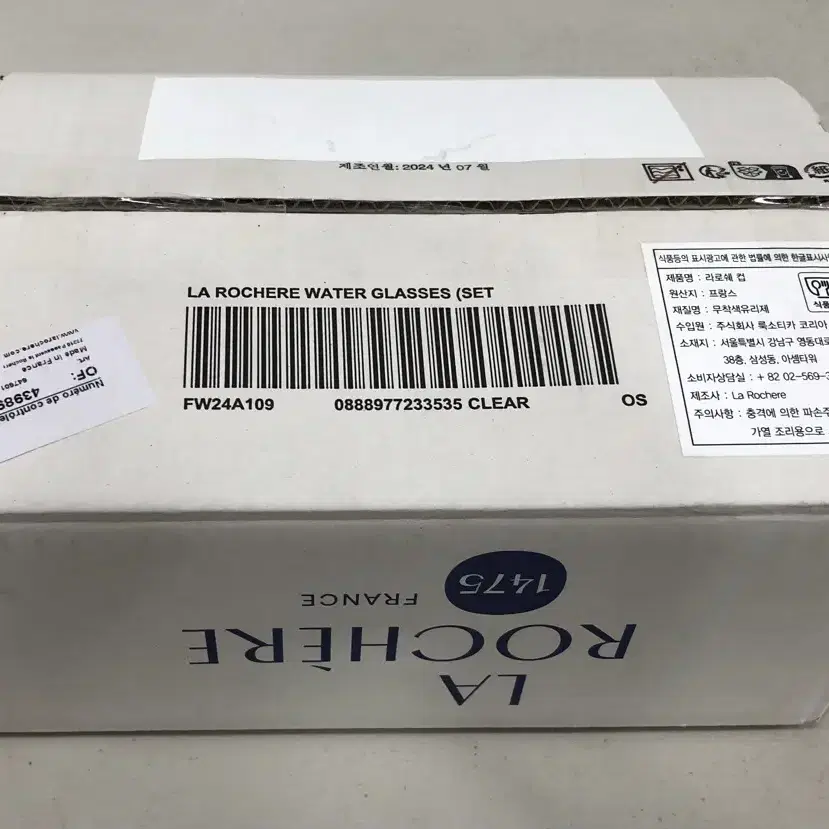 제조연월: 2024 년 07 월
LA ROCHERE WATER GLASSES (SET
FW24A109 0888977233535 CLEAR OS
식품등의 표시광고에 관한 법률에 의한 한글표시사
제품명 : 라로쉐 컵
원산지 : 프랑스
재질명 : 무착색유리제
수입원 : 주식회사 룩소티카 코리아
소재지 : 서울특별시 강남구 영동대로
38층, 삼성동, 아셈타워
소비자상담실 : + 82 02-569-3
제조사 : La Rochere
주의사항 : 충격에 의한 파손주
가열 조리용으로
식품
Numéro de contrôle
OF: 4398
Art.
Made in France
www.larochere.com
LA
ROCHÈRE
FRANCE
1475